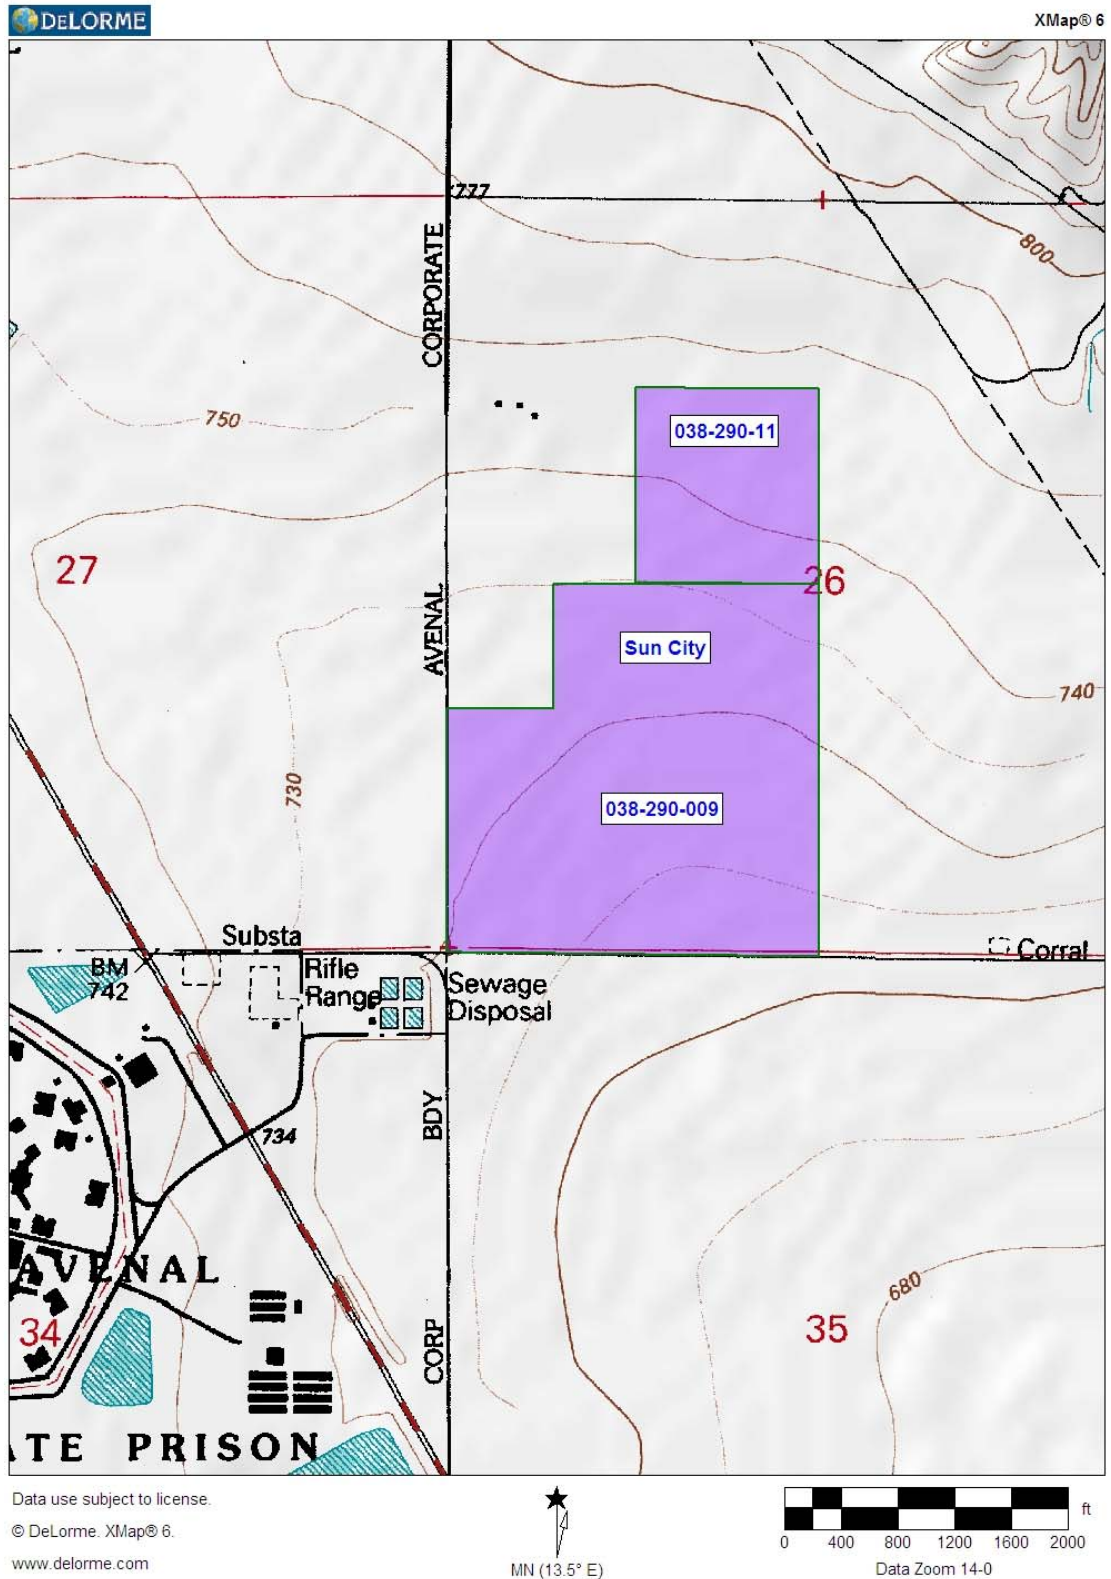 DELORME
XMap® 6
777
CORPORATE
800
750
038-290-11
27
26
AVENAL
Sun City
740
730
038-290-009
Substa
Corral
BM
742
Rifle
Range
Sewage
Disposal
BDY
734
AVENAL
680
34
35
CORP
ATE PRISON
Data use subject to license.
© DeLorme. XMap® 6.
www.delorme.com
MN (13.5° E)
ft
0 400 800 1200 1600 2000
Data Zoom 14-0